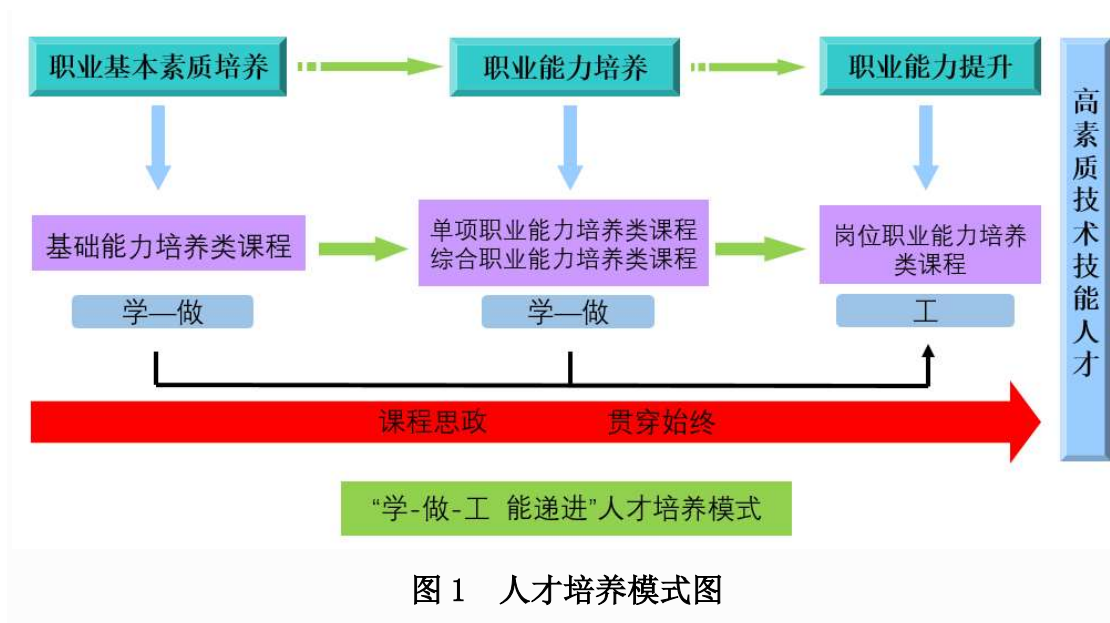 职业基本素质培养
职业能力培养
职业能力提升
基础能力培养类课程
单项职业能力培养类课程
综合职业能力培养类课程
岗位职业能力培养
类课程
学—做
学—做
工
课程思政 贯穿始终
高素质技术技能人才
“学-做-工 能递进”人才培养模式
图1 人才培养模式图